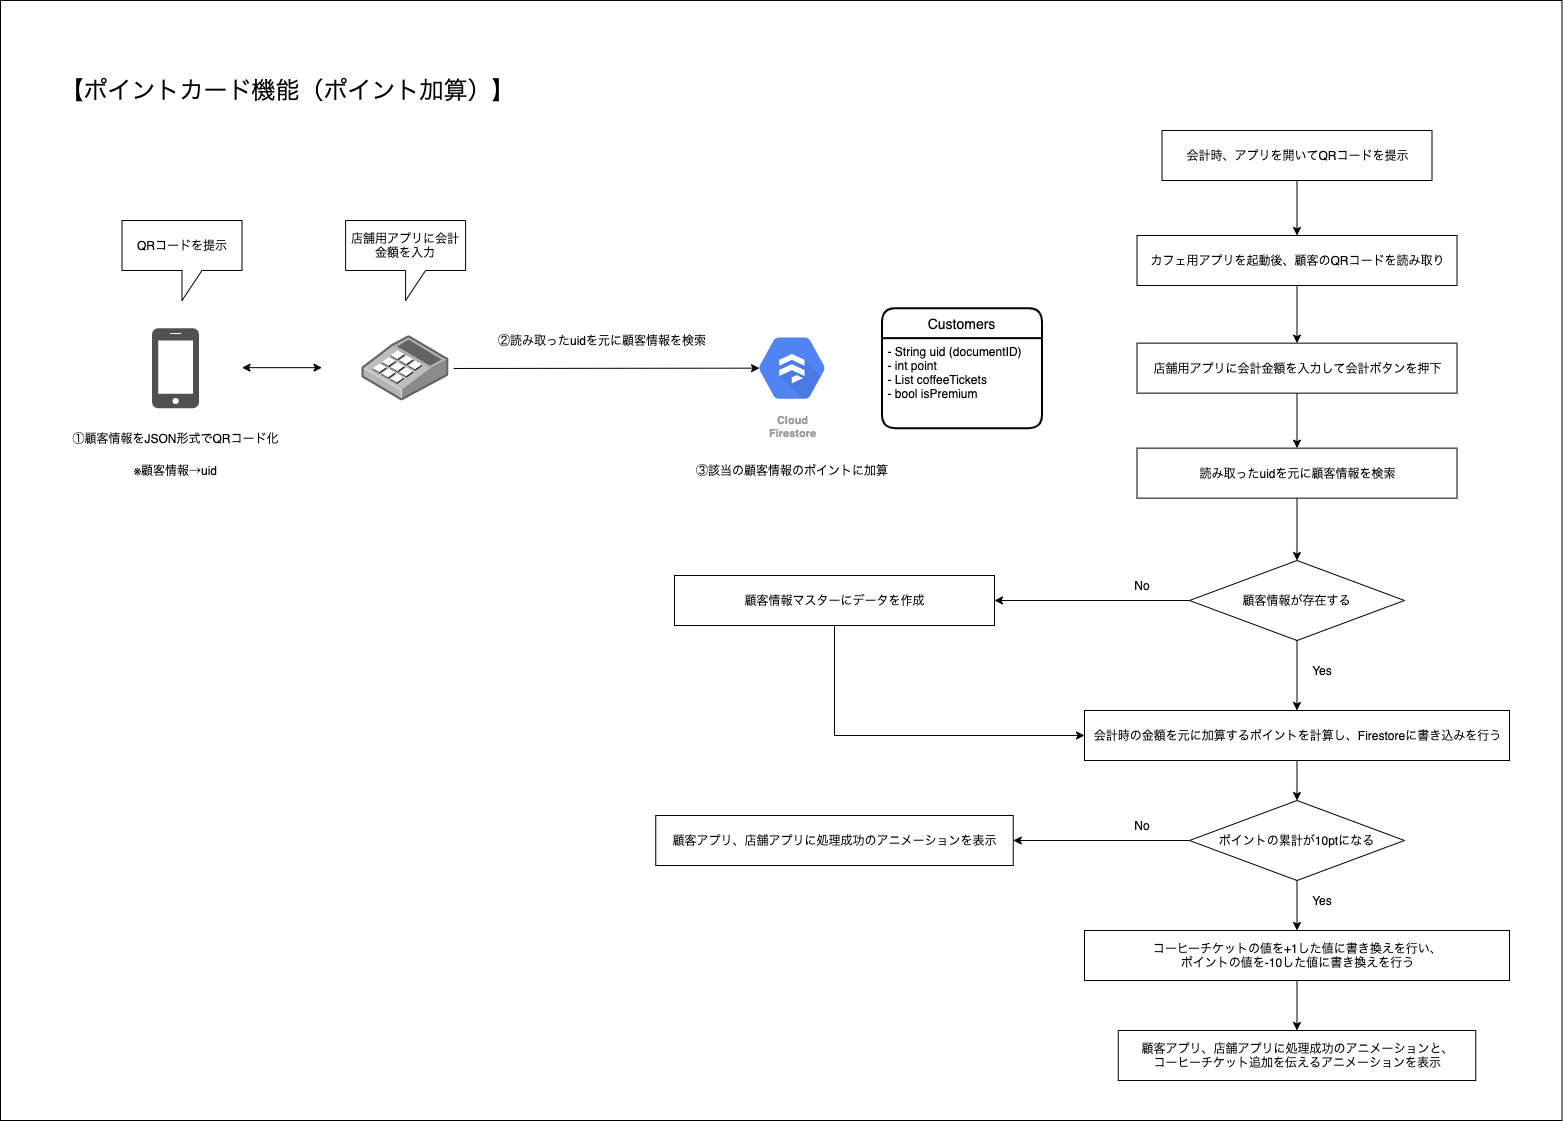 【ポイントカード機能（ポイント加算）】
QRコードを提示
店舗用アプリに会計
金額を入力
②読み取ったuidを元に顧客情報を検索
①顧客情報をJSON形式でQRコード化
※顧客情報→uid
Cloud
Firestore
③該当の顧客情報のポイントに加算
Customers
- String uid (documentID)
- int point
- List coffeeTickets
- bool isPremium
会計時、アプリを開いてQRコードを提示
カフェ用アプリを起動後、顧客のQRコードを読み取り
店舗用アプリに会計金額を入力して会計ボタンを押下
読み取ったuidを元に顧客情報を検索
顧客情報が存在する
No
顧客情報マスターにデータを作成
Yes
会計時の金額を元に加算するポイントを計算し、Firestoreに書き込みを行う
ポイントの累計が10ptになる
No
顧客アプリ、店舗アプリに処理成功のアニメーションを表示
Yes
コーヒーチケットの値を+1した値に書き換えを行い、
ポイントの値を-10した値に書き換えを行う
顧客アプリ、店舗アプリに処理成功のアニメーションと、
コーヒーチケット追加を伝えるアニメーションを表示